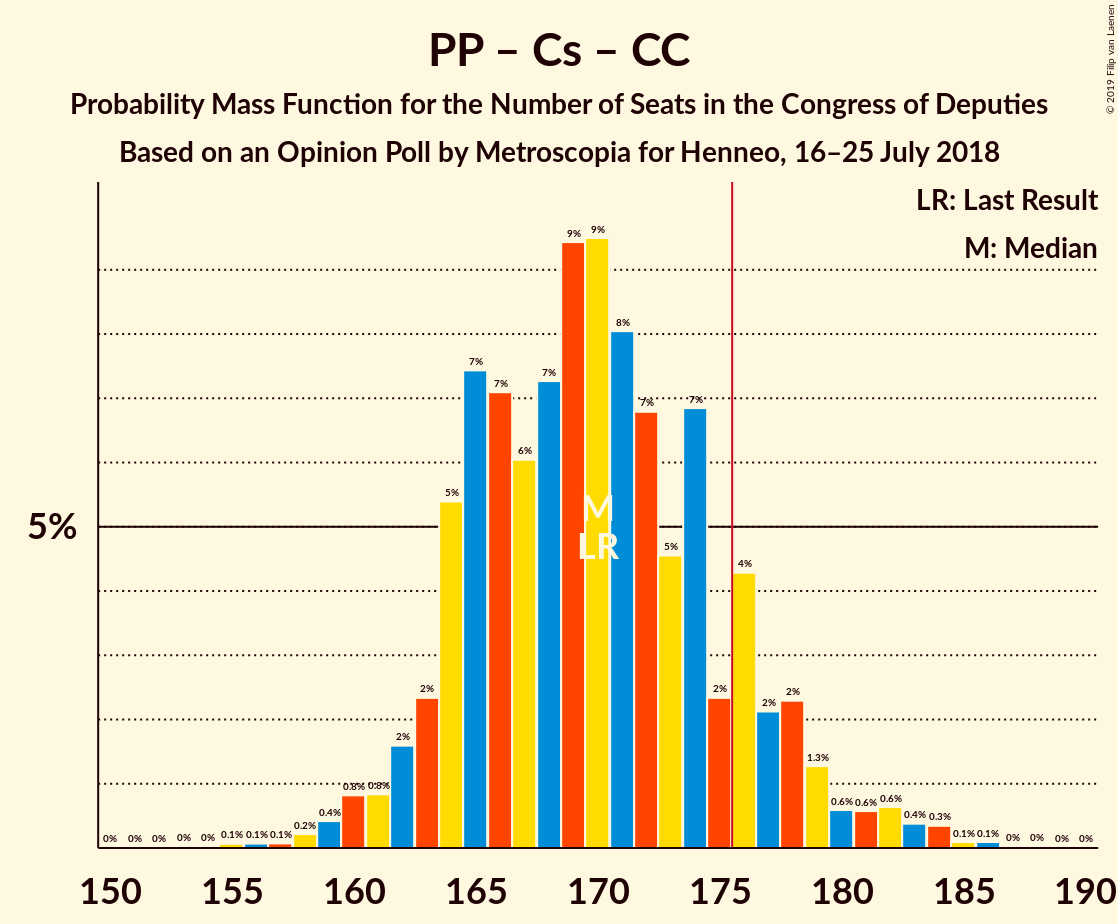 PP – Cs – CC
Probability Mass Function for the Number of Seats in the Congress of Deputies
Based on an Opinion Poll by Metroscopia for Henneo, 16–25 July 2018
© 2019 Filip van Laenen
LR: Last Result
M: Median
5%
0% 0% 0% 0% 0% 0.1% 0.1% 0.1% 0.2% 0.4% 0.8% 0.8% 2% 2% 5% 7% 7% 6% 7% 9% 9% 8% 7% 5% 7% 2% 4% 2% 2% 1.3% 0.6% 0.6% 0.6% 0.4% 0.3% 0.1% 0.1% 0% 0% 0% 0%
M
LR
150 155 160 165 170 175 180 185 190